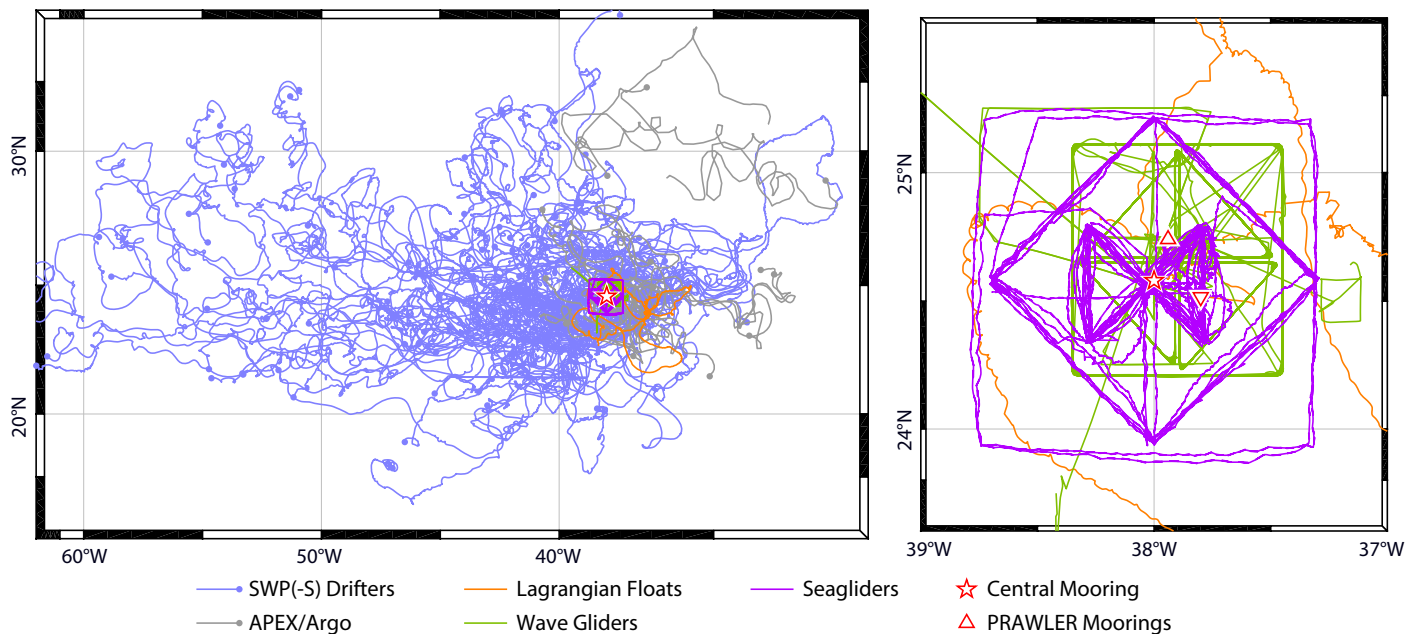 30°N
20°N
60°W
50°W
40°W
25°N
24°N
39°W
38°W
37°W
SWP(-S) Drifters
Lagrangian Floats
Seagliders
Central Mooring
APEX/Argo
Wave Gliders
PRAWLER Moorings